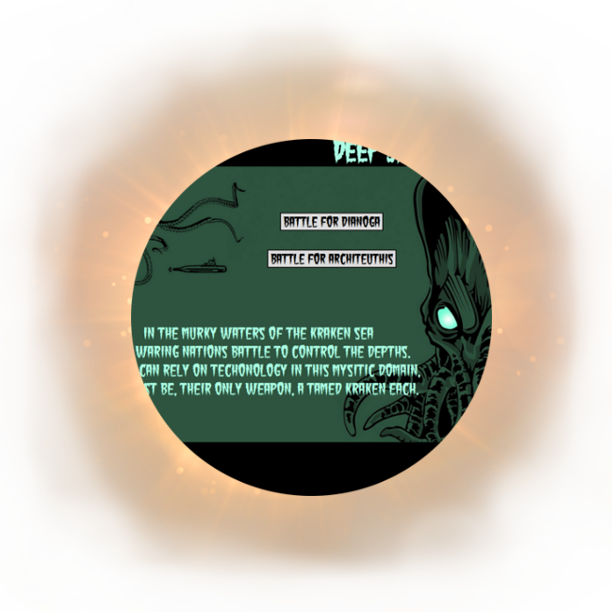 DEEP
BATTLE FOR DIANOGA
BATTLE FOR ARCHITEUTHIS
IN THE MURKY WATERS OF THE KRAKEN SEA
WARING NATIONS BATTLE TO CONTROL THE DEPTHS.
CAN RELY ON TECHONOLOGY IN THIS MYSITIC DOMAIN,
BE, THEIR ONLY WEAPON, A TAMED KRAKEN EACH.